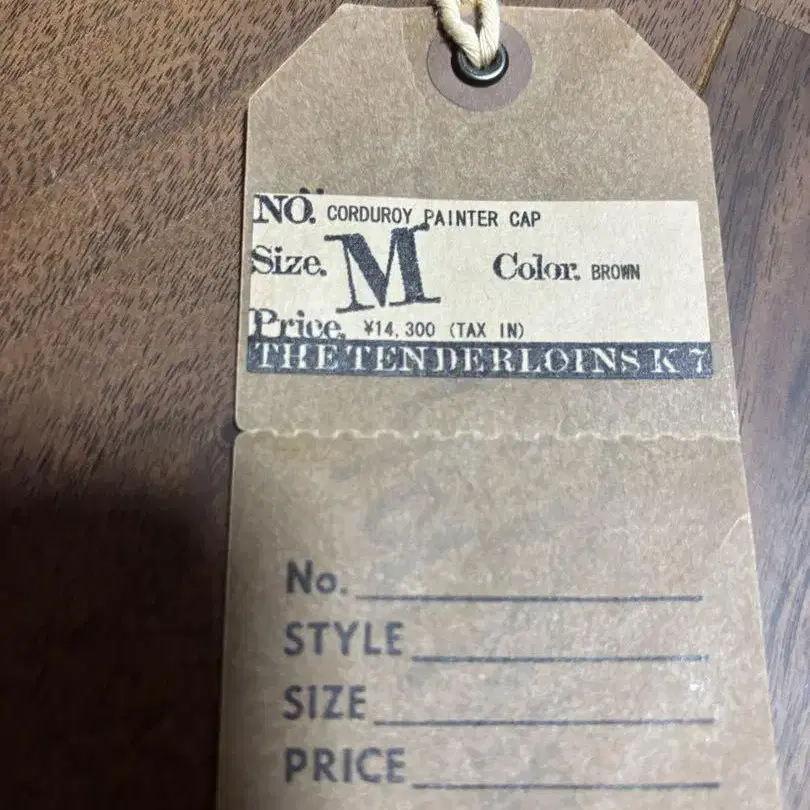 NO. CORDUROY PAINTER CAP
Size. M Color. BROWN
Price. ¥14,300 (TAX IN)
THE TENDERLOINS K 7
No.
STYLE
SIZE
PRICE